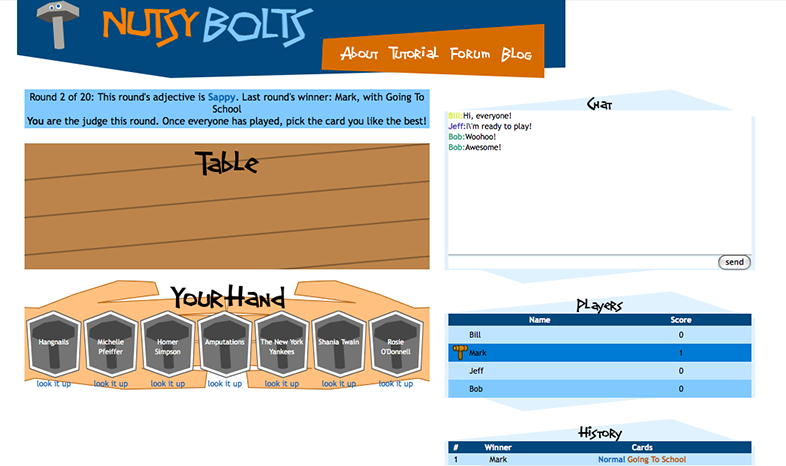 NUTSY BOLTS
About Tutorial Forum Blog
Round 2 of 20: This round's adjective is Sappy. Last round's winner: Mark, with Going To
School
You are the judge this round. Once everyone has played, pick the card you like the best!
Table
Your Hand
Hangnails
Michelle
Pfeiffer
Homer
Simpson
Amputations
The New York
Yankees
Shania Twain
Rosie
O'Donnell
look it up look it up look it up look it up look it up look it up look it up
Chat
Bill:Hi, everyone!
Jeff:I\'m ready to play!
Bob:Woohoo!
Bob:Awesome!
send
Players
Name Score
Bill 0
Mark 1
Jeff 0
Bob 0
History
# Winner Cards
1 Mark Normal Going To School